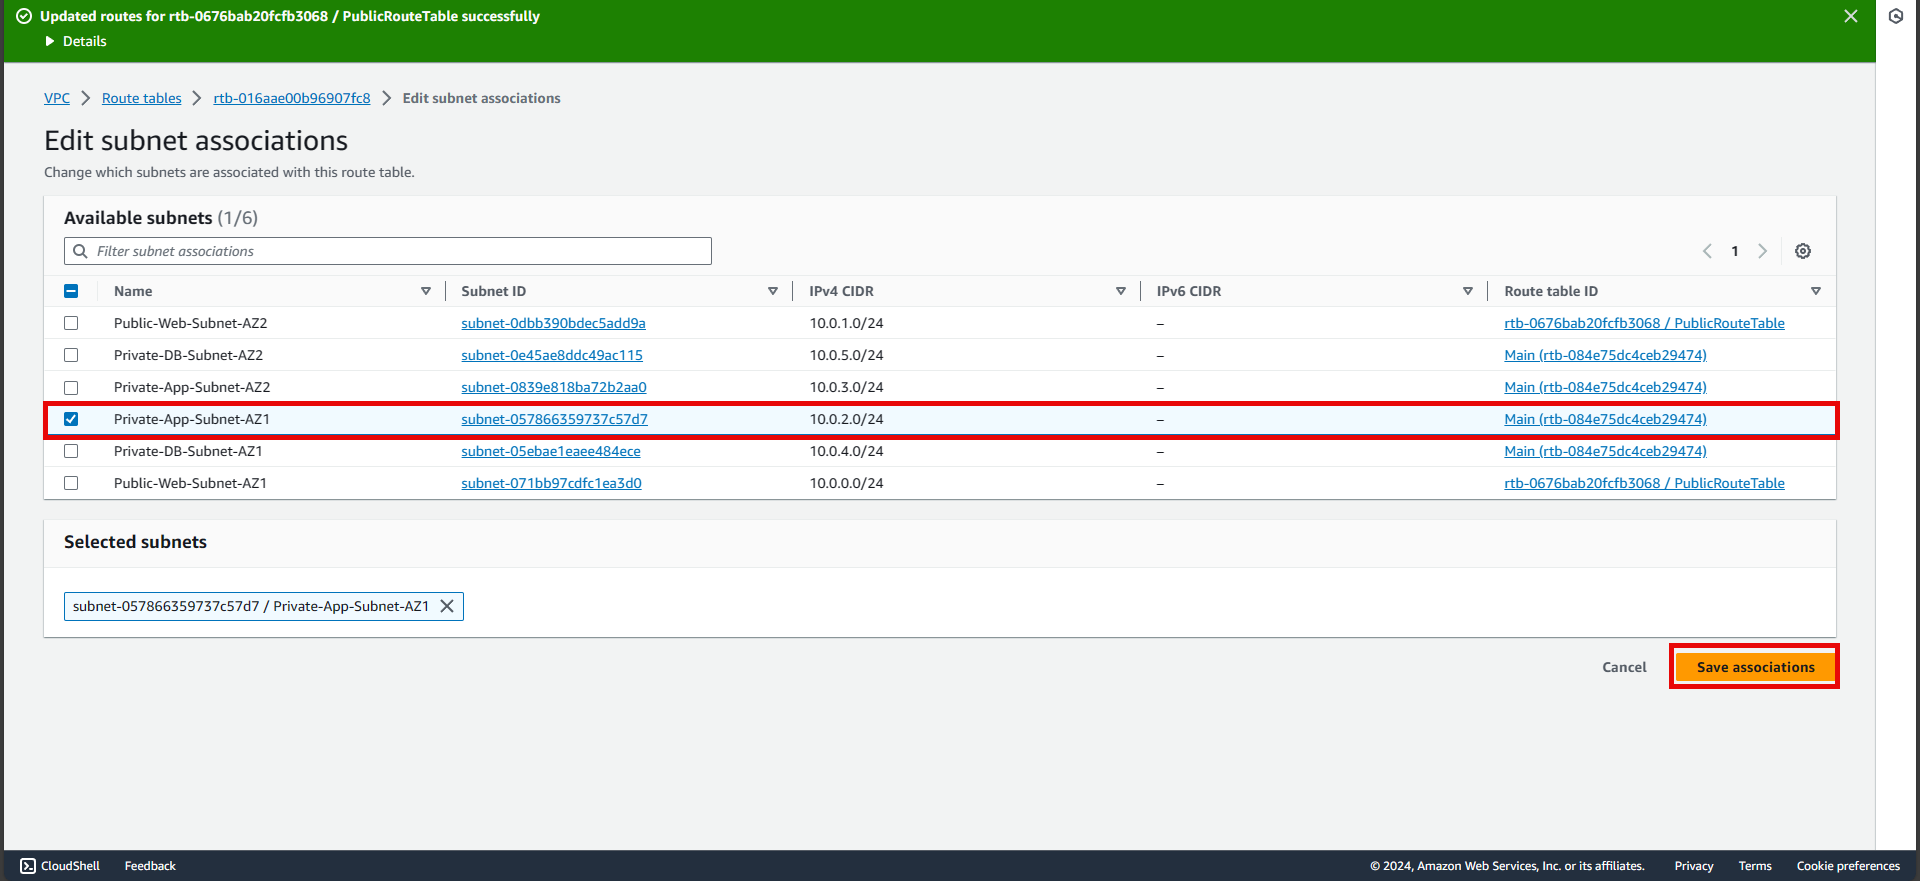 Updated routes for rtb-0676bab20fcfb3068 / PublicRouteTable successfully
Details
VPC Route tables rtb-016aae00b96907fc8 Edit subnet associations
Edit subnet associations
Change which subnets are associated with this route table.
Available subnets (1/6)
Filter subnet associations 1
Name Subnet ID IPv4 CIDR IPv6 CIDR Route table ID
Public-Web-Subnet-AZ2 subnet-0dbb390bdec5add9a 10.0.1.0/24 – rtb-0676bab20fcfb3068 / PublicRouteTable
Private-DB-Subnet-AZ2 subnet-0e45ae8ddc49ac115 10.0.5.0/24 – Main (rtb-084e75dc4ceb29474)
Private-App-Subnet-AZ2 subnet-0839e818ba72b2aa0 10.0.3.0/24 – Main (rtb-084e75dc4ceb29474)
Private-App-Subnet-AZ1 subnet-057866359737c57d7 10.0.2.0/24 – Main (rtb-084e75dc4ceb29474)
Private-DB-Subnet-AZ1 subnet-05ebae1eaee484ece 10.0.4.0/24 – Main (rtb-084e75dc4ceb29474)
Public-Web-Subnet-AZ1 subnet-071bb97cdfc1ea3d0 10.0.0.0/24 – rtb-0676bab20fcfb3068 / PublicRouteTable
Selected subnets
subnet-057866359737c57d7 / Private-App-Subnet-AZ1
Cancel Save associations
CloudShell Feedback © 2024, Amazon Web Services, Inc. or its affiliates. Privacy Terms Cookie preferences